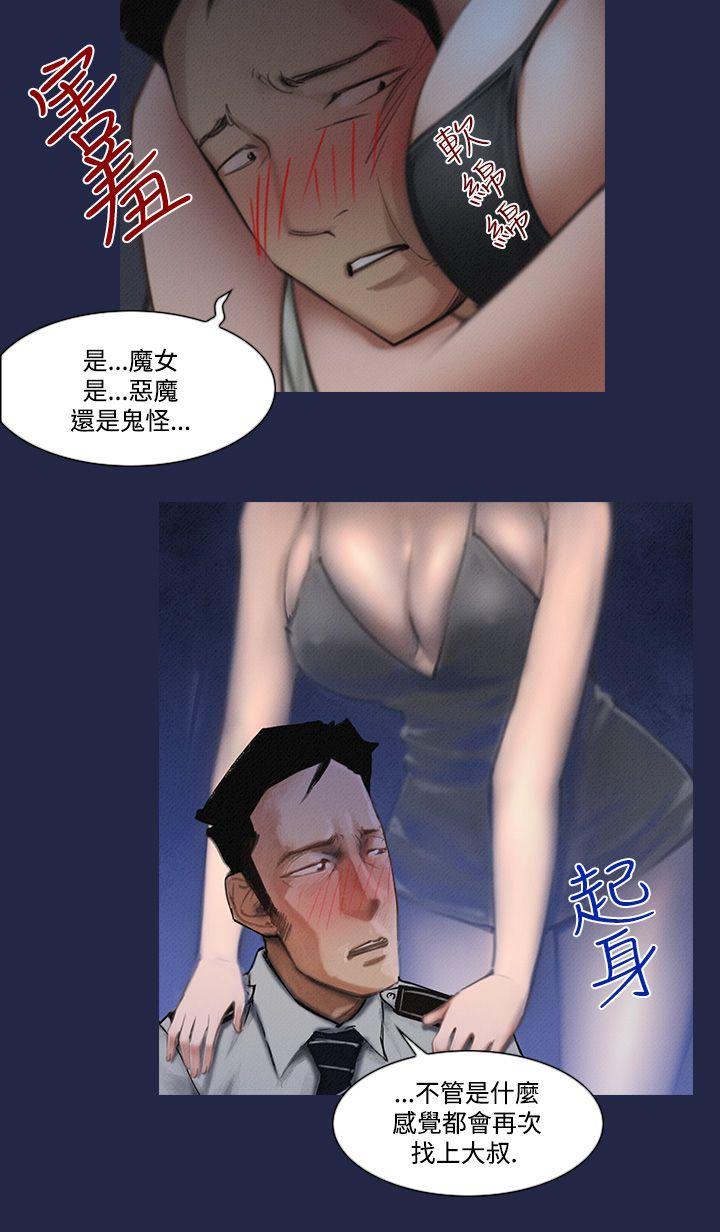 害羞
軟綿綿
是...魔女
是...惡魔
還是鬼怪...
起身
...不管是什麼
感覺都會再次
找上大叔.